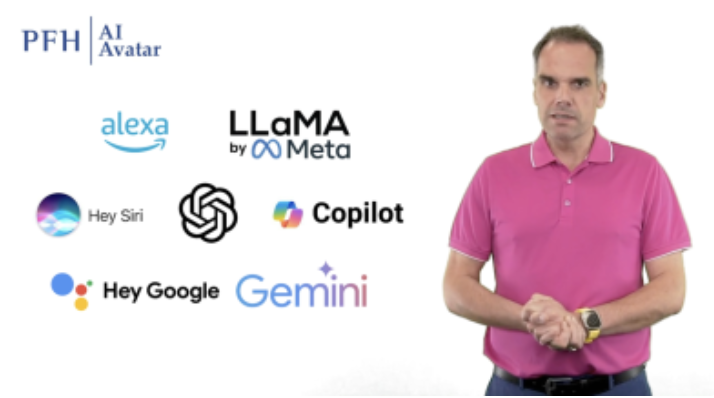 PFH AI
Avatar
alexa
LLaMA
by Meta
Hey Siri
Copilot
Hey Google
Gemini